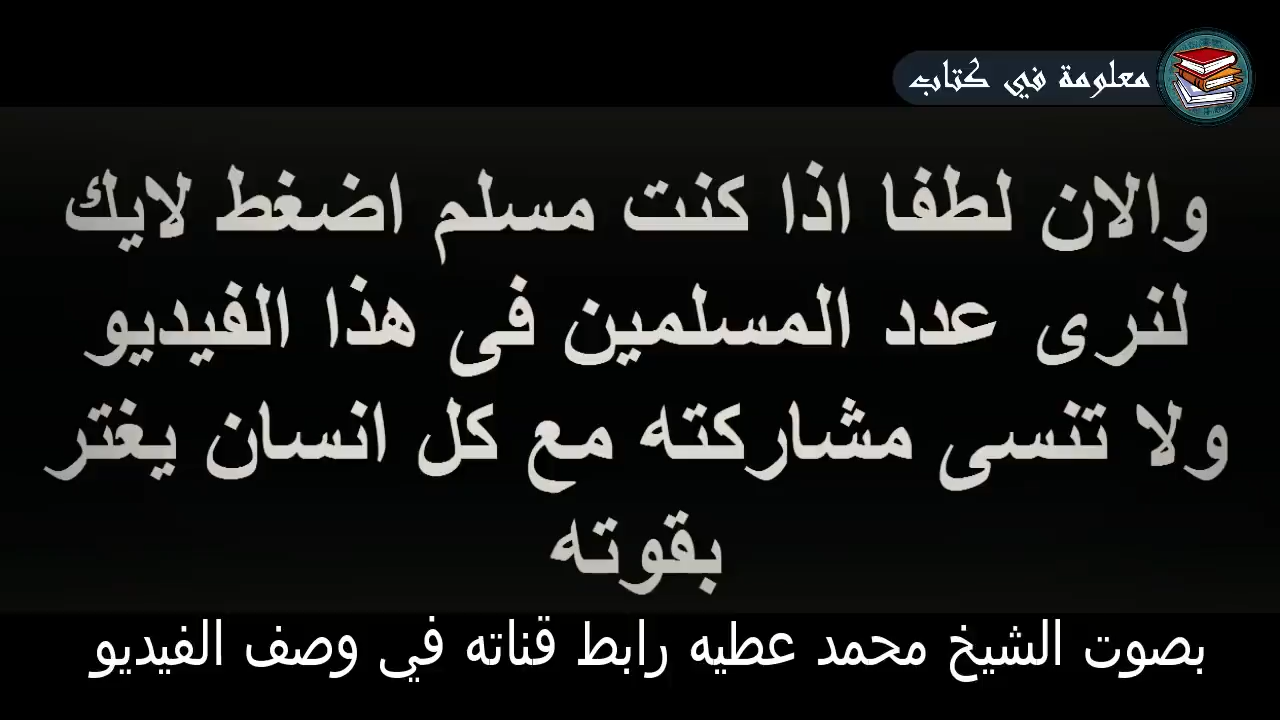 معلومة في كتاب
والان لطفا اذا كنت مسلم اضغط لايك
لنرى عدد المسلمين فى هذا الفيديو
ولا تنسى مشاركته مع كل انسان يغتر
بقوته
بصوت الشيخ محمد عطيه رابط قناته في وصف الفيديو